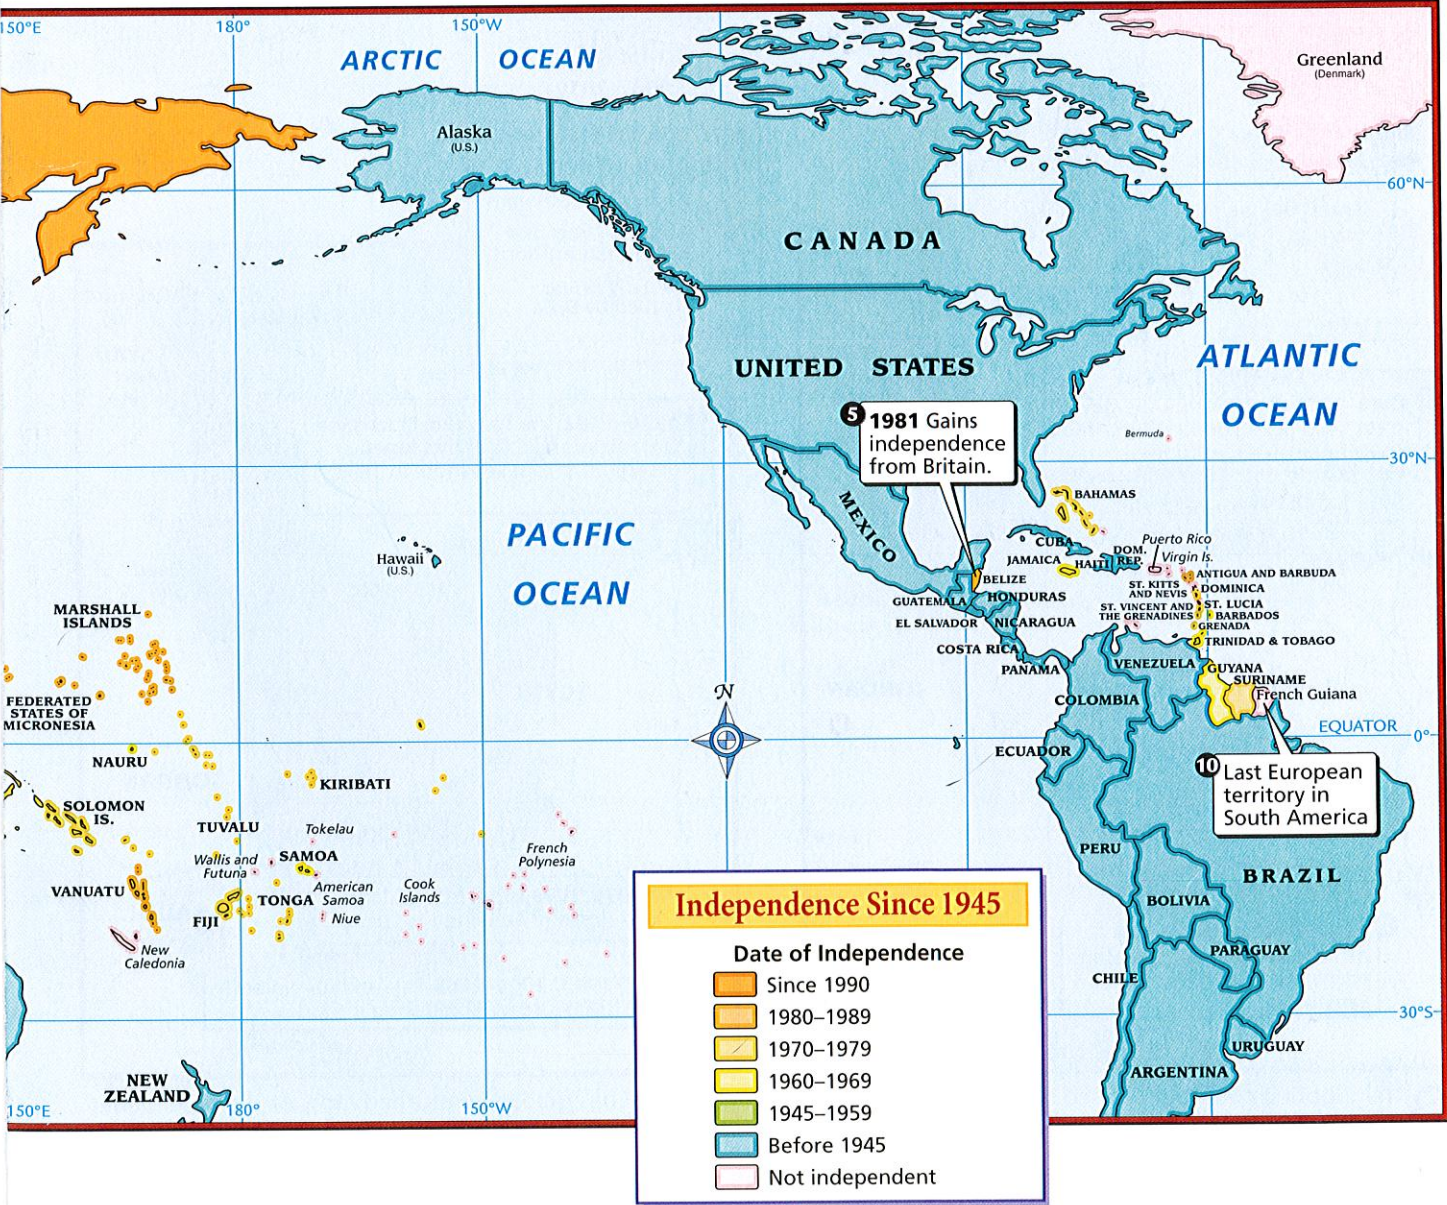 150°E
180°
150°W
ARCTIC OCEAN
Greenland
(Denmark)
Alaska
(U.S.)
60°N
CANADA
UNITED STATES
ATLANTIC
OCEAN
5 1981 Gains
independence
from Britain.
Bermuda
30°N
MEXICO
BAHAMAS
PACIFIC
OCEAN
Hawaii
(U.S.)
CUBA
JAMAICA
HAITI
DOM.
REP.
Puerto Rico
Virgin Is.
BELIZE
ANTIGUA AND BARBUDA
ST. KITTS
AND NEVIS
DOMINICA
GUATEMALA
HONDURAS
ST. VINCENT AND
THE GRENADINES
ST. LUCIA
BARBADOS
EL SALVADOR
NICARAGUA
GRENADA
COSTA RICA
TRINIDAD & TOBAGO
PANAMA
VENEZUELA
GUYANA
SURINAME
French Guiana
COLOMBIA
MARSHALL
ISLANDS
FEDERATED
STATES OF
MICRONESIA
N
EQUATOR
0°
NAURU
KIRIBATI
ECUADOR
10 Last European
territory in
South America
SOLOMON
IS.
TUVALU
Tokelau
Wallis and
Futuna
SAMOA
French
Polynesia
PERU
BRAZIL
VANUATU
TONGA
American
Samoa
Cook
Islands
FIJI
Niue
BOLIVIA
New
Caledonia
PARAGUAY
CHILE
30°S
URUGUAY
ARGENTINA
NEW
ZEALAND
150°E
180°
150°W
Independence Since 1945
Date of Independence
Since 1990
1980–1989
1970–1979
1960–1969
1945–1959
Before 1945
Not independent